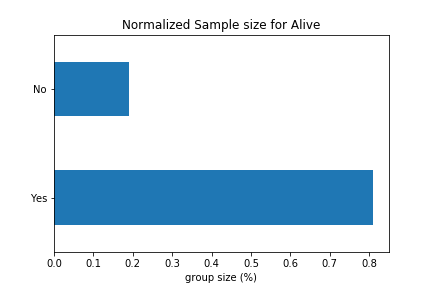 Normalized Sample size for Alive
No
Yes
0.0 0.1 0.2 0.3 0.4 0.5 0.6 0.7 0.8
group size (%)